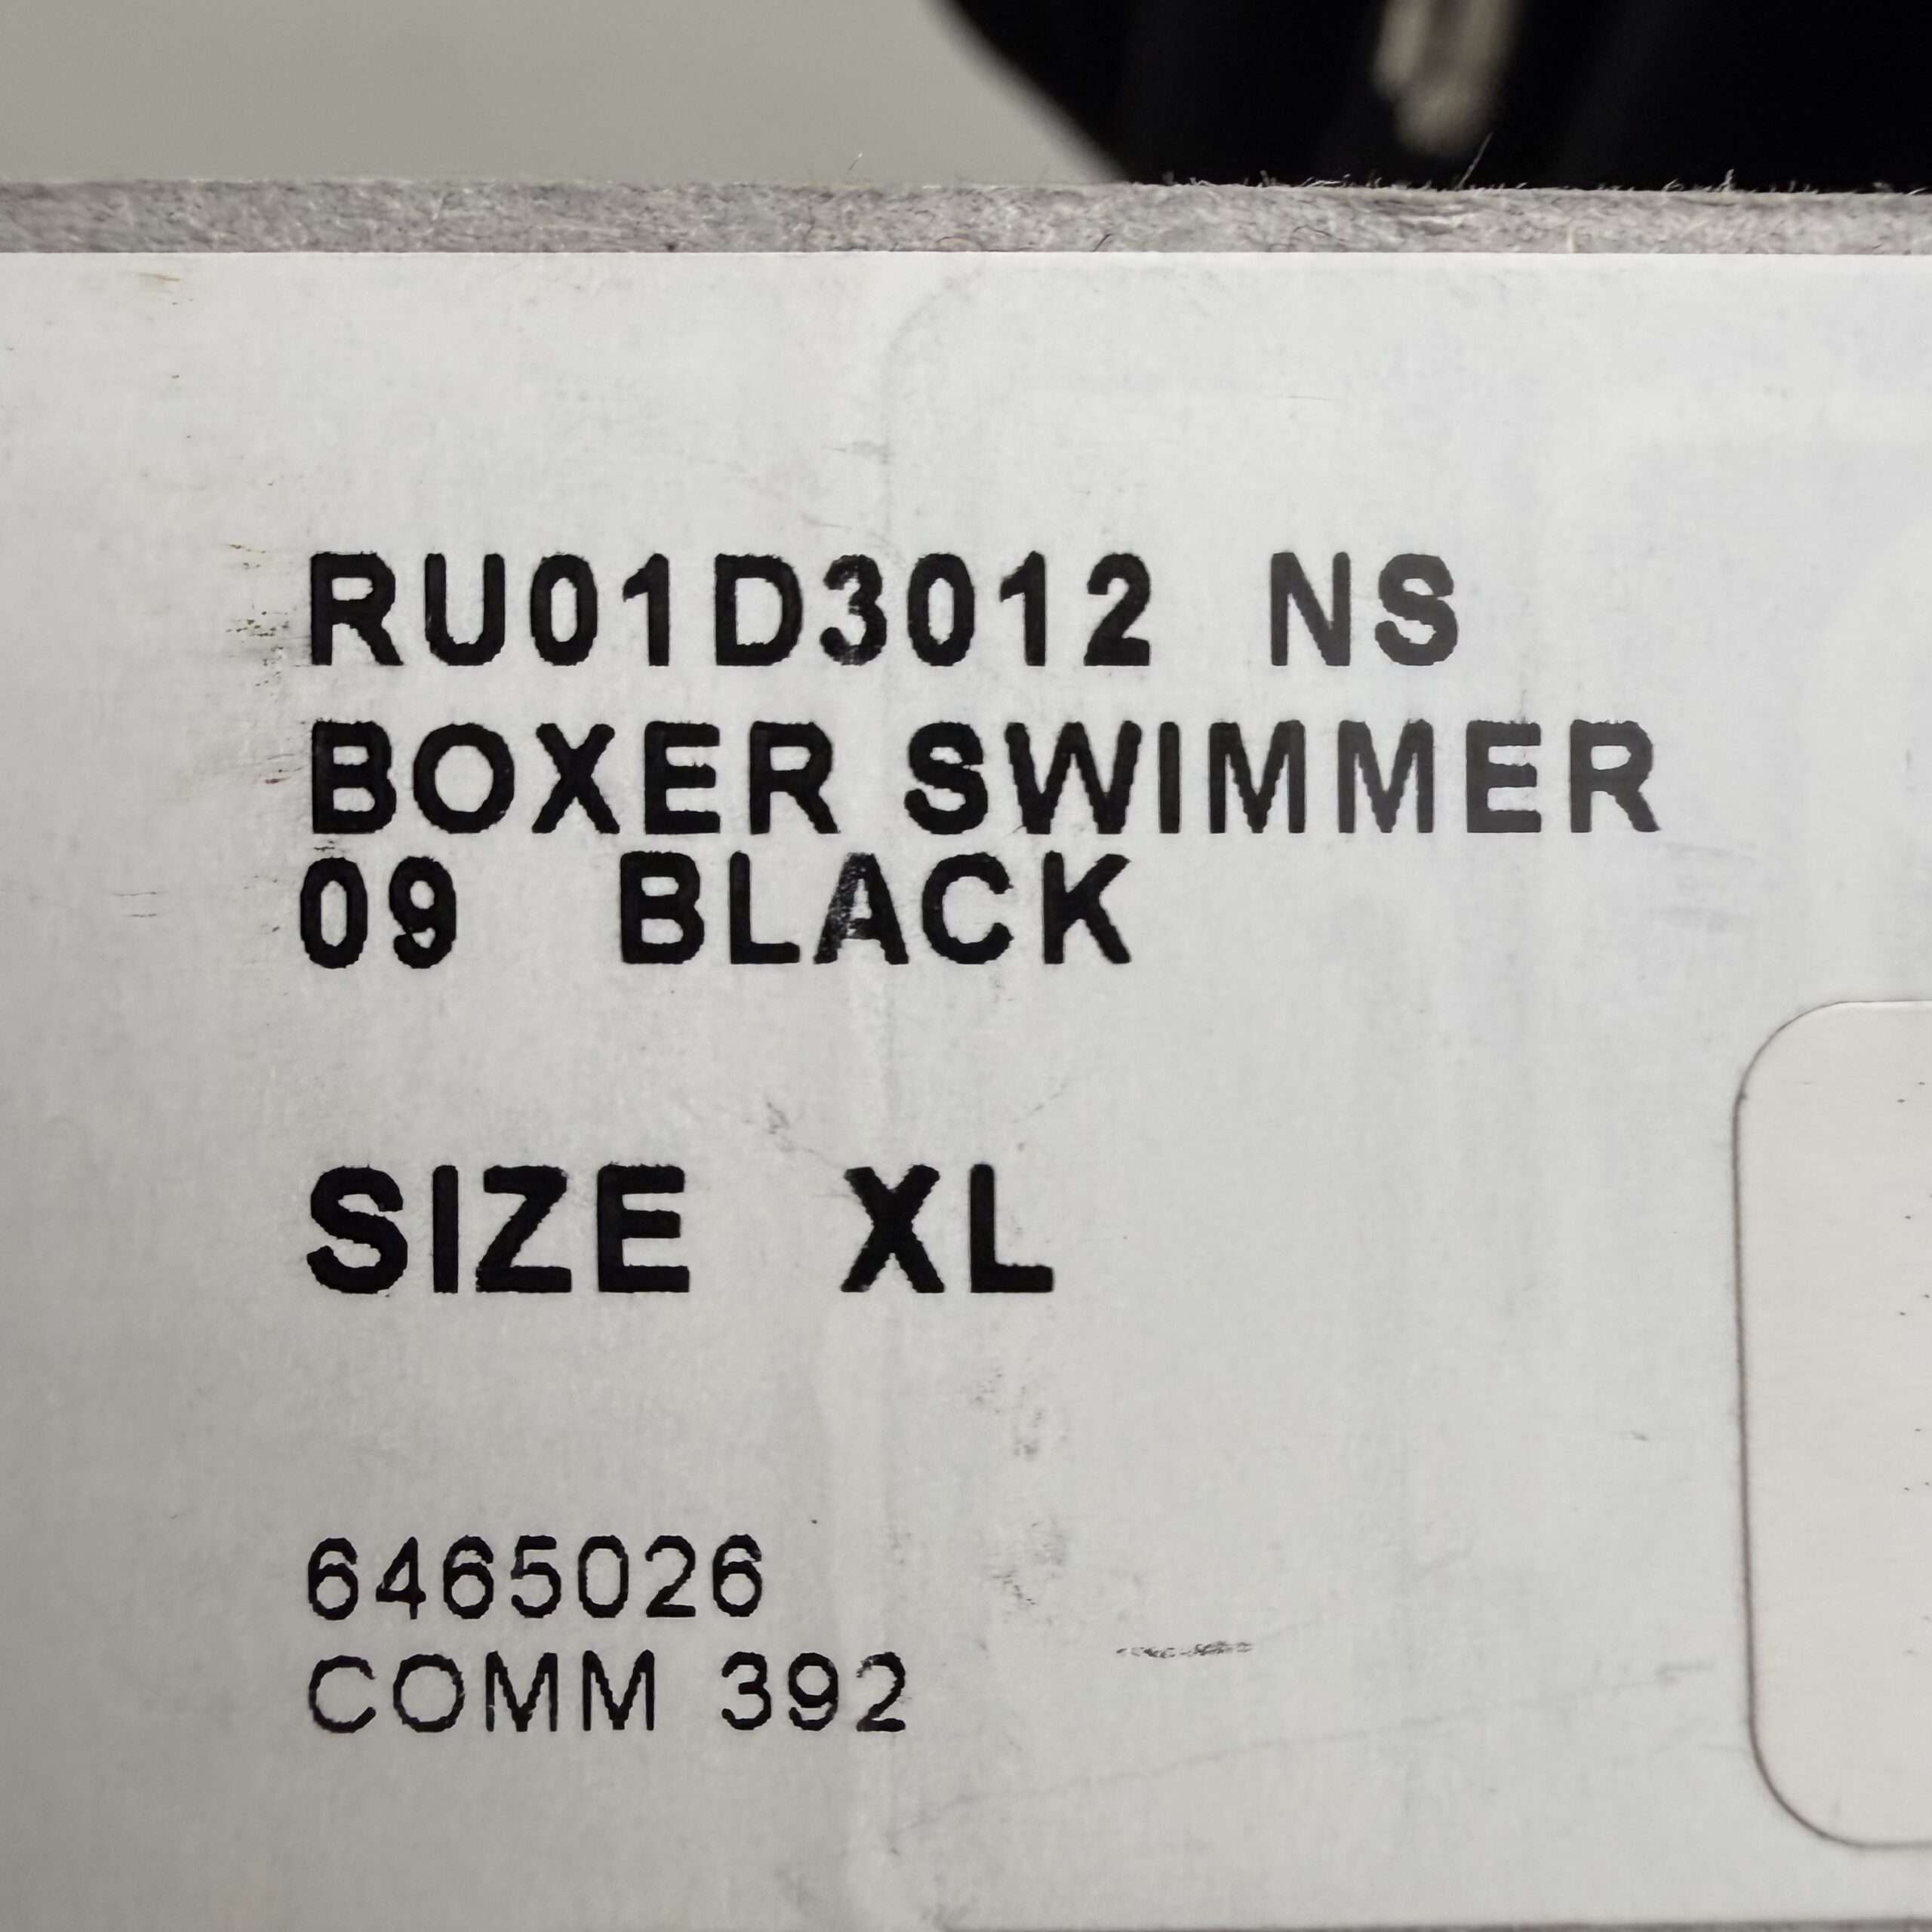 RU01D3012 NS
BOXER SWIMMER
09 BLACK
SIZE XL
6465026
COMM 392